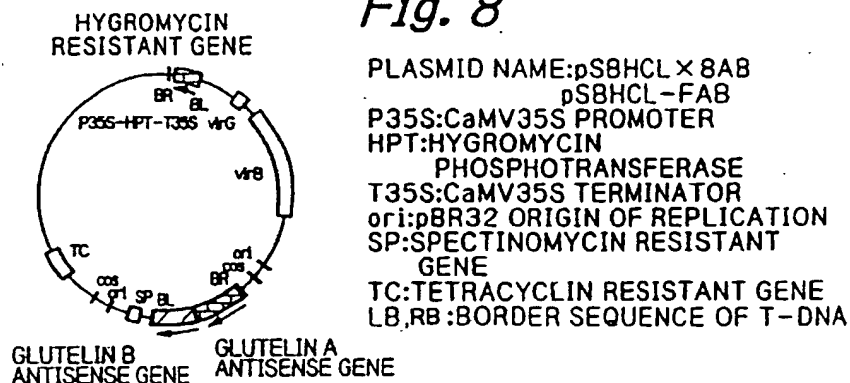 Fig. 8
HYGROMYCIN
RESISTANT GENE
BR
BL
P35S-HPT-T35S virG
virB
TC
cos
ori
SP
BL
BR
cos
ori
GLUTELIN B
ANTISENSE GENE
GLUTELIN A
ANTISENSE GENE
PLASMID NAME:pSBHCL×8AB
pSBHCL-FAB
P35S:CaMV35S PROMOTER
HPT:HYGROMYCIN
PHOSPHOTRANSFERASE
T35S:CaMV35S TERMINATOR
ori:pBR32 ORIGIN OF REPLICATION
SP:SPECTINOMYCIN RESISTANT
GENE
TC:TETRACYCLIN RESISTANT GENE
LB,RB:BORDER SEQUENCE OF T-DNA